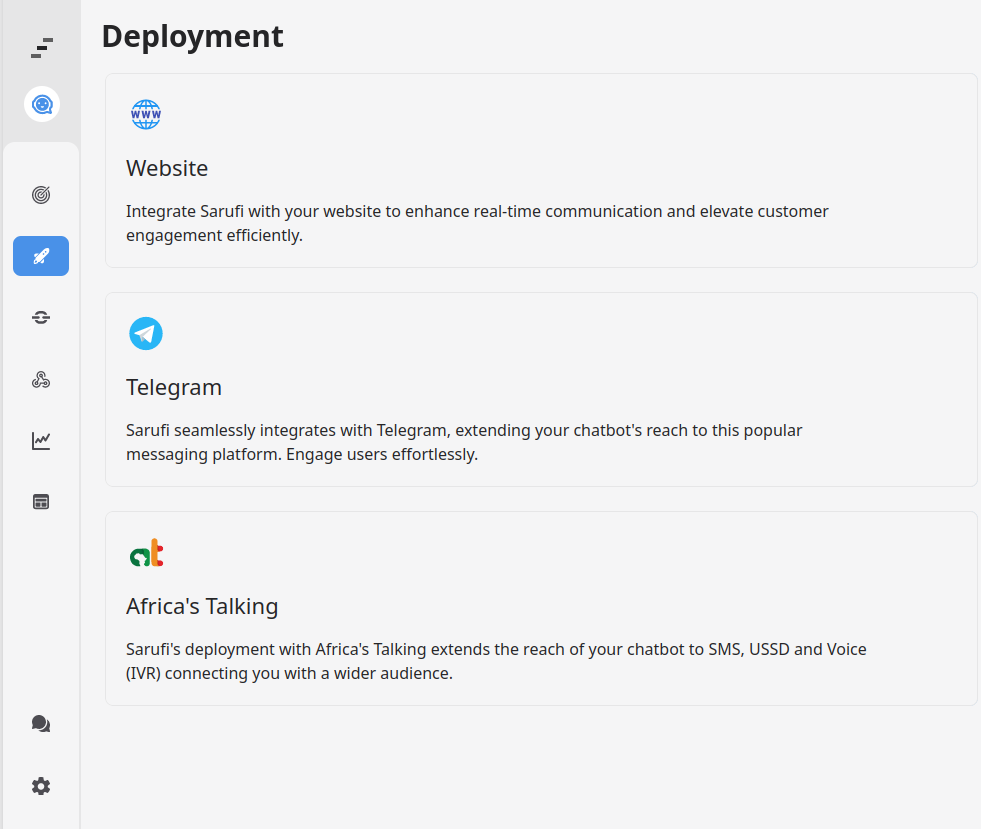 Deployment
WWW
Website
Integrate Sarufi with your website to enhance real-time communication and elevate customer
engagement efficiently.
Telegram
Sarufi seamlessly integrates with Telegram, extending your chatbot's reach to this popular
messaging platform. Engage users effortlessly.
at
Africa's Talking
Sarufi's deployment with Africa's Talking extends the reach of your chatbot to SMS, USSD and Voice
(IVR) connecting you with a wider audience.